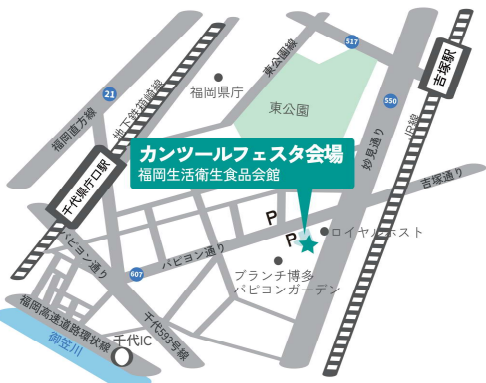 517
東公園線
吉塚駅
21
福岡県庁
550
東公園
地下鉄箱崎線
福岡直方線
JR線
妙見通り
カンツールフェスタ会場
福岡生活衛生食品会館
千代県庁口駅
吉塚通り
P
P
ロイヤルホスト
パピヨン通り
パピヨン通り
607
ブランチ博多
パピヨンガーデン
福岡高速道路環状線
千代593号線
千代IC
御笠川